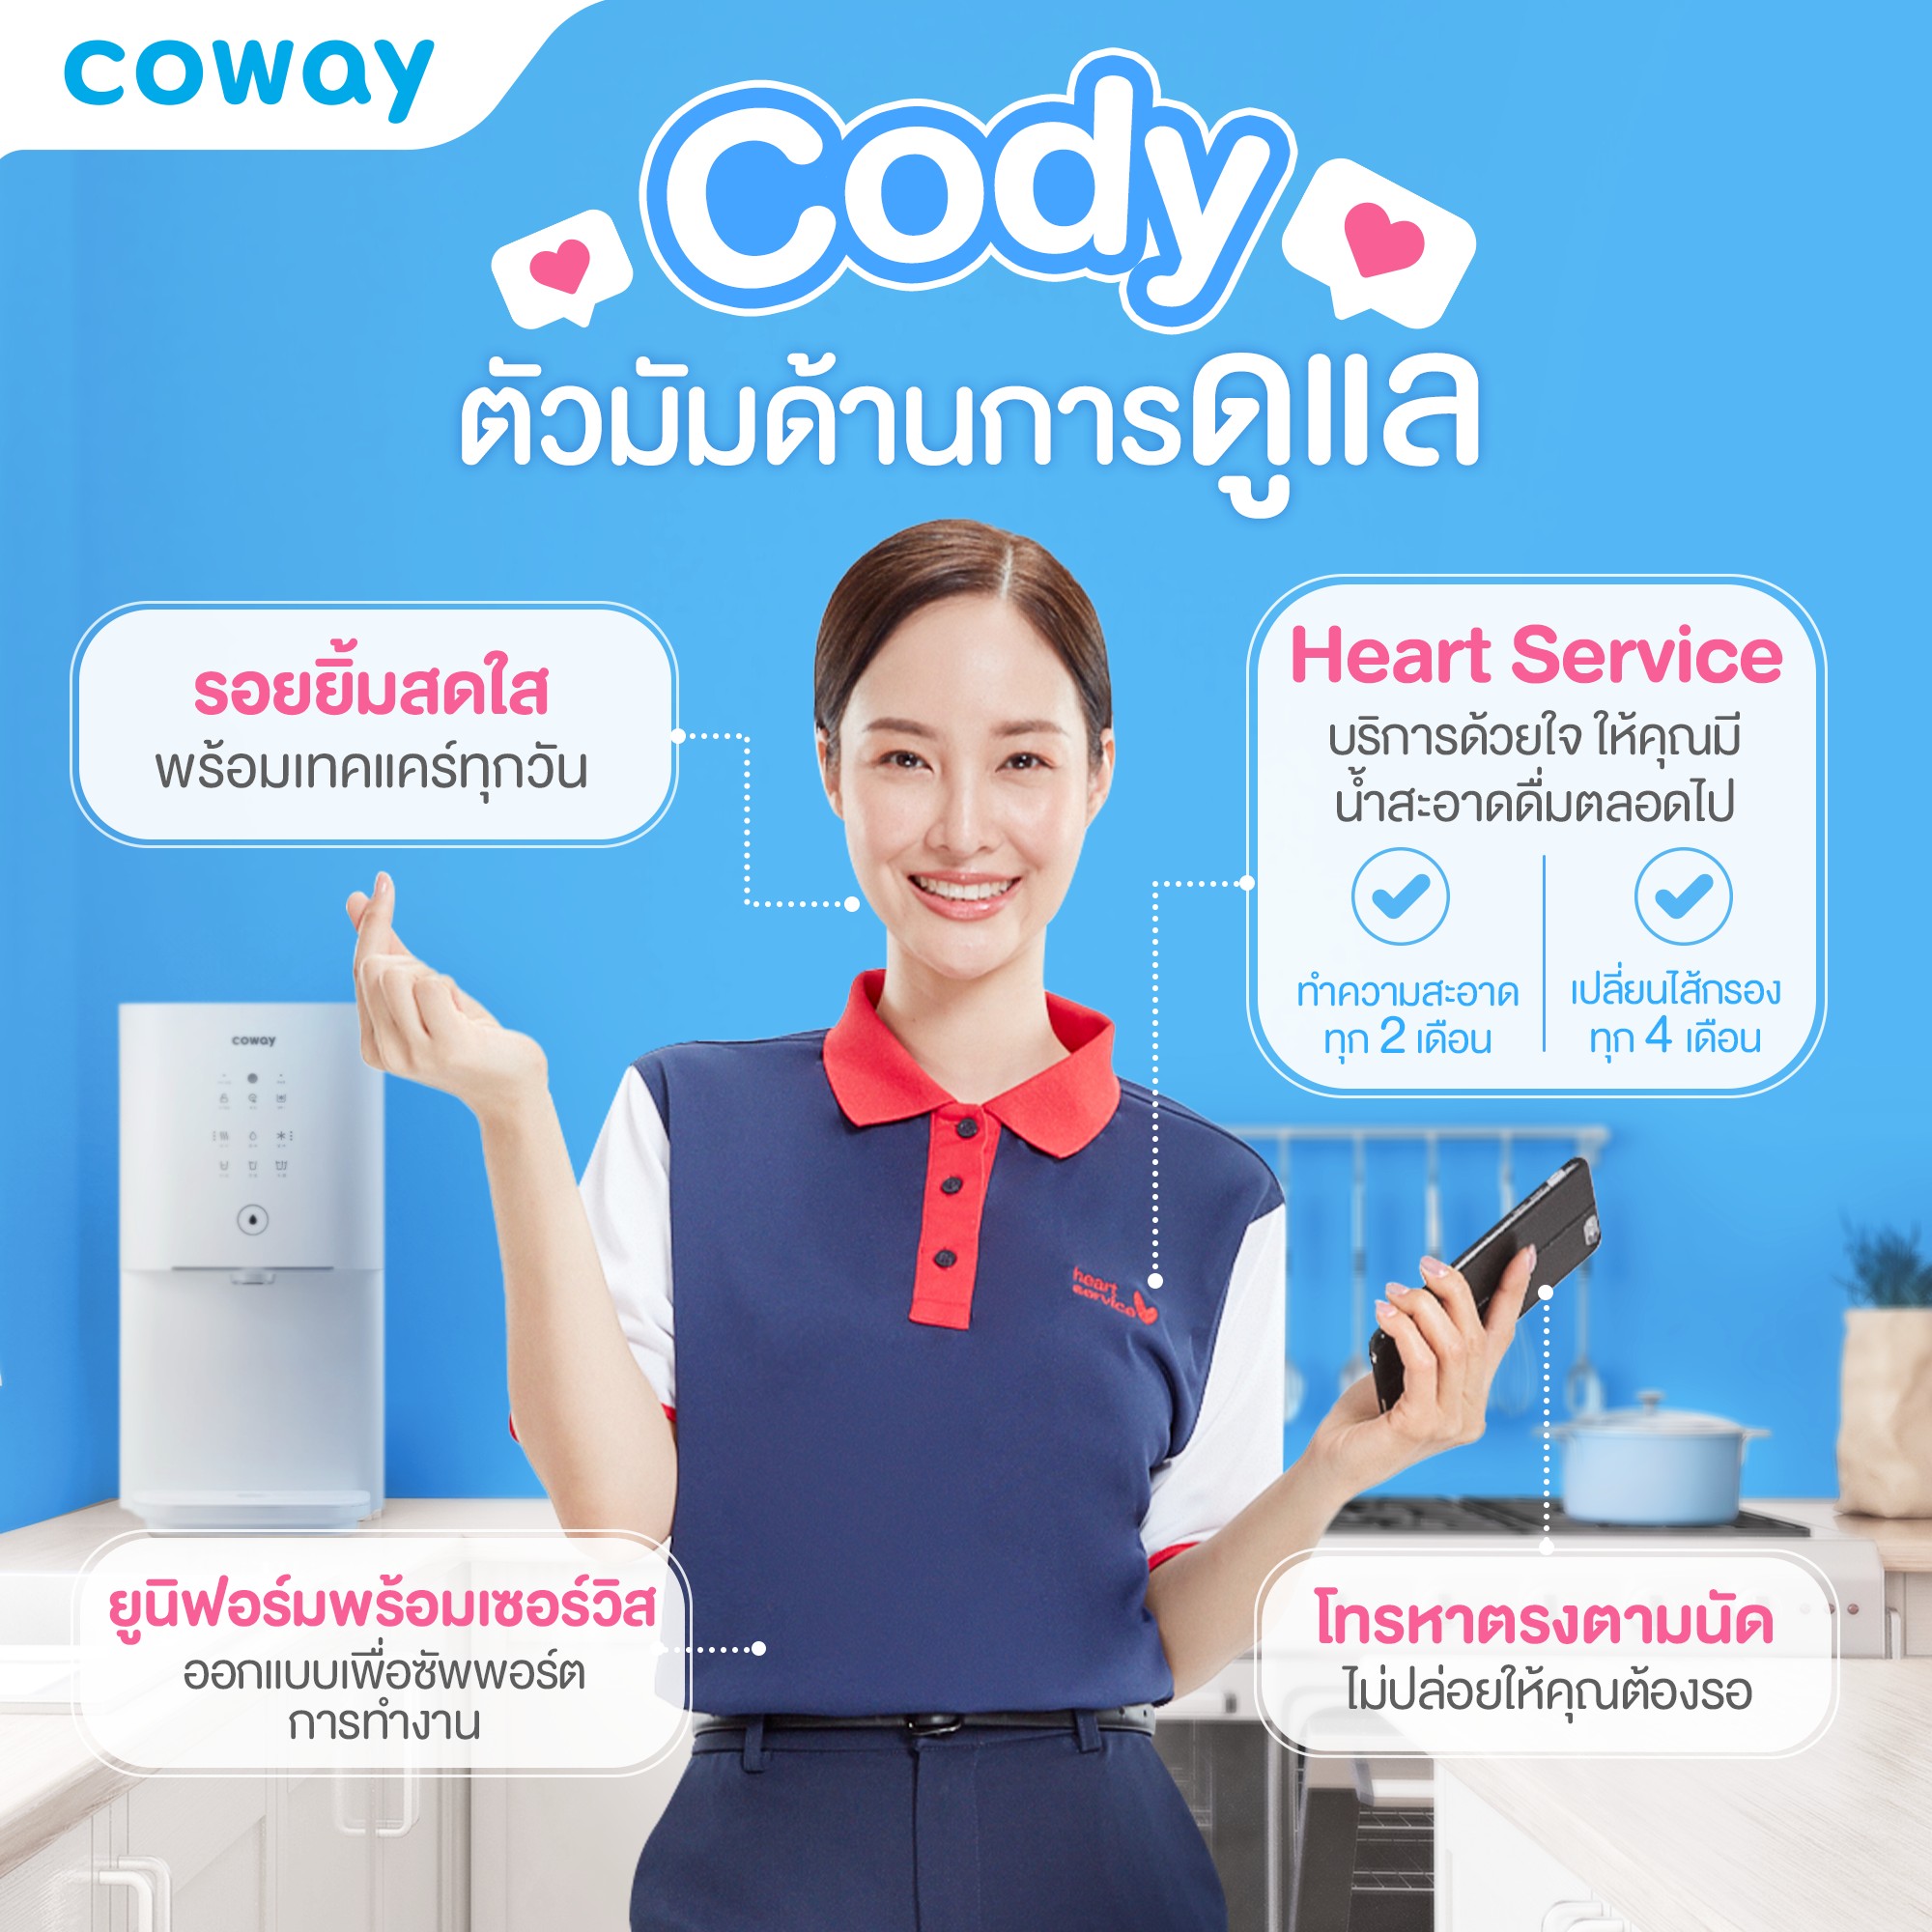 coway
Cody
ตัวมัมด้านการดูแล
รอยยิ้มสดใส
พร้อมเทคแคร์ทุกวัน
Heart Service
บริการด้วยใจ ให้คุณมี
น้ำสะอาดดื่มตลอดไป
ทำความสะอาด
ทุก 2 เดือน
เปลี่ยนไส้กรอง
ทุก 4 เดือน
coway
heart
service
ยูนิฟอร์มพร้อมเซอร์วิส
ออกแบบเพื่อซัพพอร์ต
การทำงาน
โทรหาตรงตามนัด
ไม่ปล่อยให้คุณต้องรอ